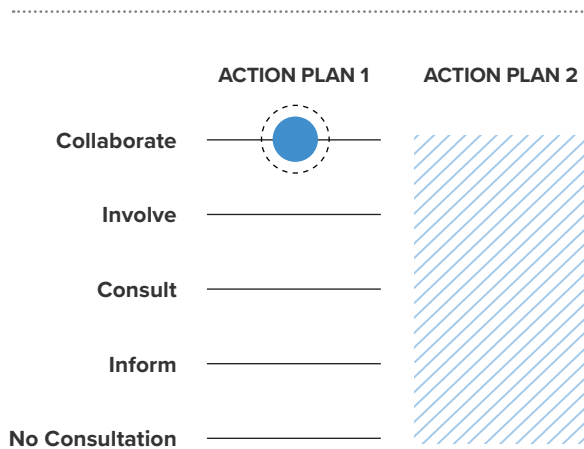 ACTION PLAN 1 ACTION PLAN 2
Collaborate
Involve
Consult
Inform
No Consultation